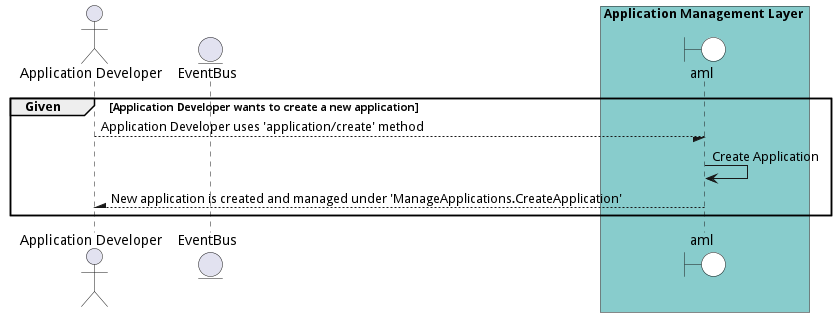 Application Management Layer
Application Developer
EventBus
aml
Given
[Application Developer wants to create a new application]
Application Developer uses 'application/create' method
Create Application
New application is created and managed under 'ManageApplications.CreateApplication'
Application Developer
EventBus
aml